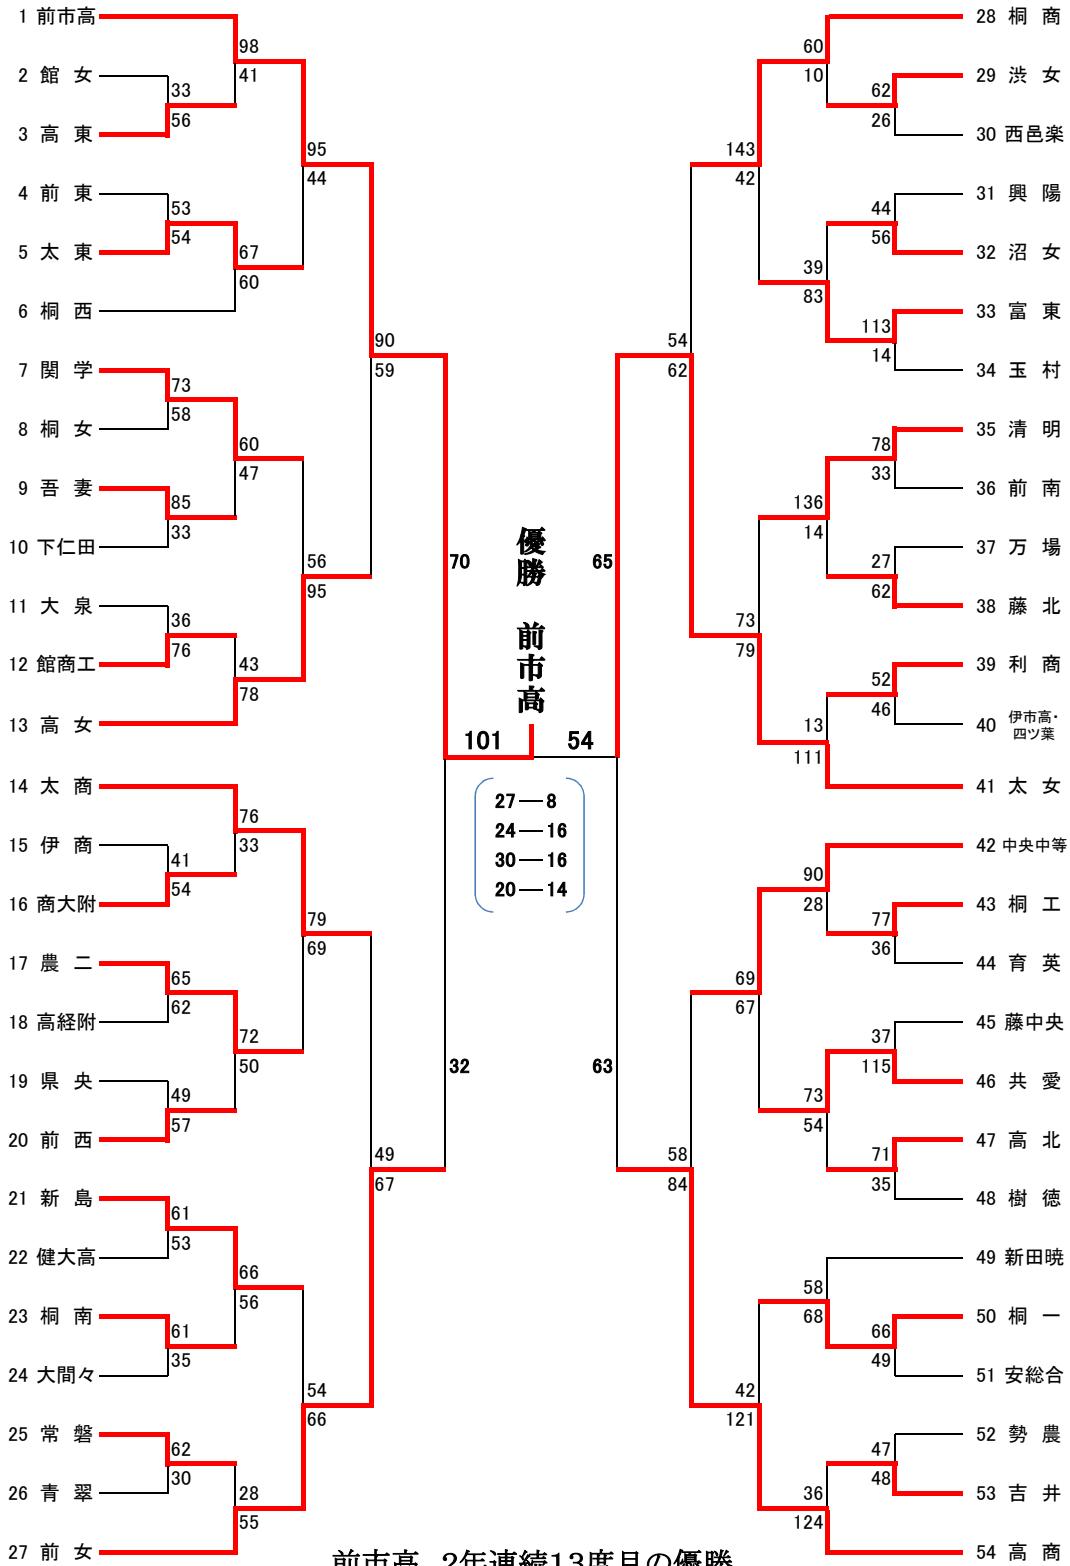 1 前市高
2 館 女
3 高 東
4 前 東
5 太 東
6 桐 西
7 関 学
8 桐 女
9 吾 妻
10 下仁田
11 大 泉
12 館商工
13 高 女
14 太 商
15 伊 商
16 商大附
17 農 二
18 高経附
19 県 央
20 前 西
21 新 島
22 健大高
23 桐 南
24 大間々
25 常 磐
26 青 翠
27 前 女
33
56
53
54
73
58
85
33
36
76
41
54
65
62
49
57
61
53
61
35
62
30
98
41
67
60
60
47
43
78
76
33
72
50
66
56
28
55
95
44
56
95
79
69
54
66
90
59
49
67
70
32
優勝 前市高
101 54
27―8
24―16
30―16
20―14
65
63
54
62
58
84
143
42
73
79
69
67
42
121
60
10
39
83
136
14
13
111
90
28
73
54
58
68
36
124
62
26
44
56
113
14
78
33
27
62
52
46
77
36
37
115
71
35
66
49
47
48
28 桐 商
29 渋 女
30 西邑楽
31 興 陽
32 沼 女
33 富 東
34 玉 村
35 清 明
36 前 南
37 万 場
38 藤 北
39 利 商
40 伊市高・
四ツ葉
41 太 女
42 中央中等
43 桐 工
44 育 英
45 藤中央
46 共 愛
47 高 北
48 樹 徳
49 新田暁
50 桐 一
51 安総合
52 勢 農
53 吉 井
54 高 商
前市高 2年連続13度目の優勝